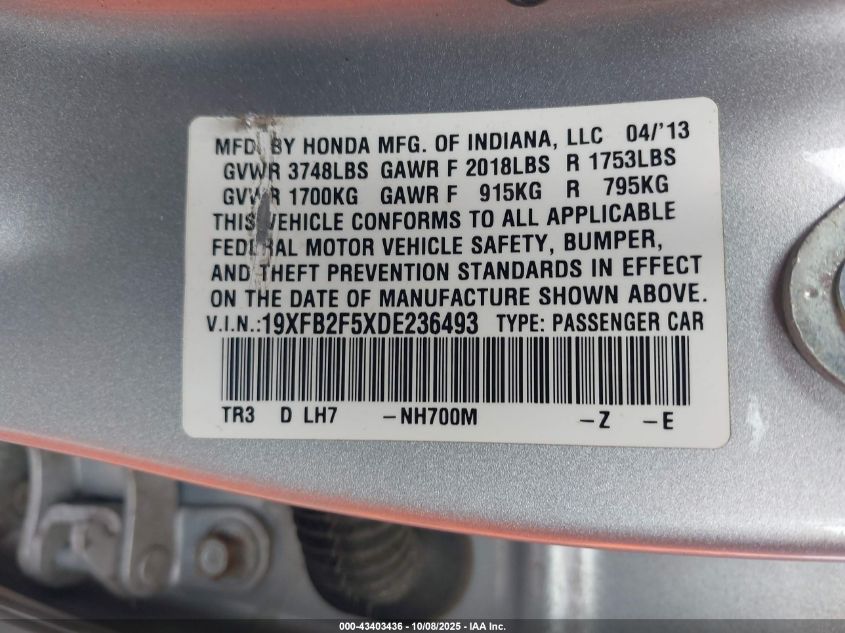 MFD. BY HONDA MFG. OF INDIANA, LLC 04/'13
GVWR 3748LBS GAWR F 2018LBS R 1753LBS
GVWR 1700KG GAWR F 915KG R 795KG
THIS VEHICLE CONFORMS TO ALL APPLICABLE
FEDERAL MOTOR VEHICLE SAFETY, BUMPER,
AND THEFT PREVENTION STANDARDS IN EFFECT
ON THE DATE OF MANUFACTURE SHOWN ABOVE.
V.I.N.:19XFB2F5XDE236493 TYPE: PASSENGER CAR
TR3 D LH7 -NH700M -Z -E
000-43403436 - 10/08/2025 - IAA Inc.